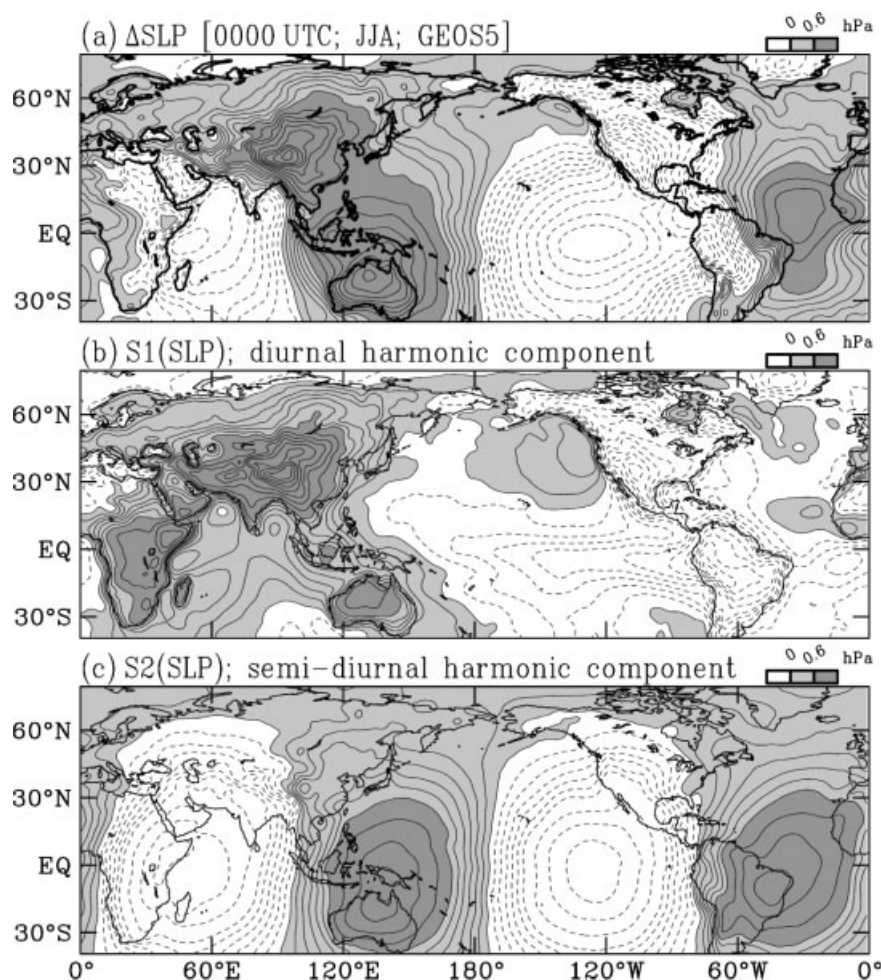 (a) ΔSLP [0000 UTC; JJA; GEOS5]
0 0.6 hPa
60°N
30°N
EQ
30°S
(b) S1(SLP); diurnal harmonic component
0 0.6 hPa
60°N
30°N
EQ
30°S
(c) S2(SLP); semi-diurnal harmonic component
0 0.6 hPa
60°N
30°N
EQ
30°S
0° 60°E 120°E 180° 120°W 60°W 0°